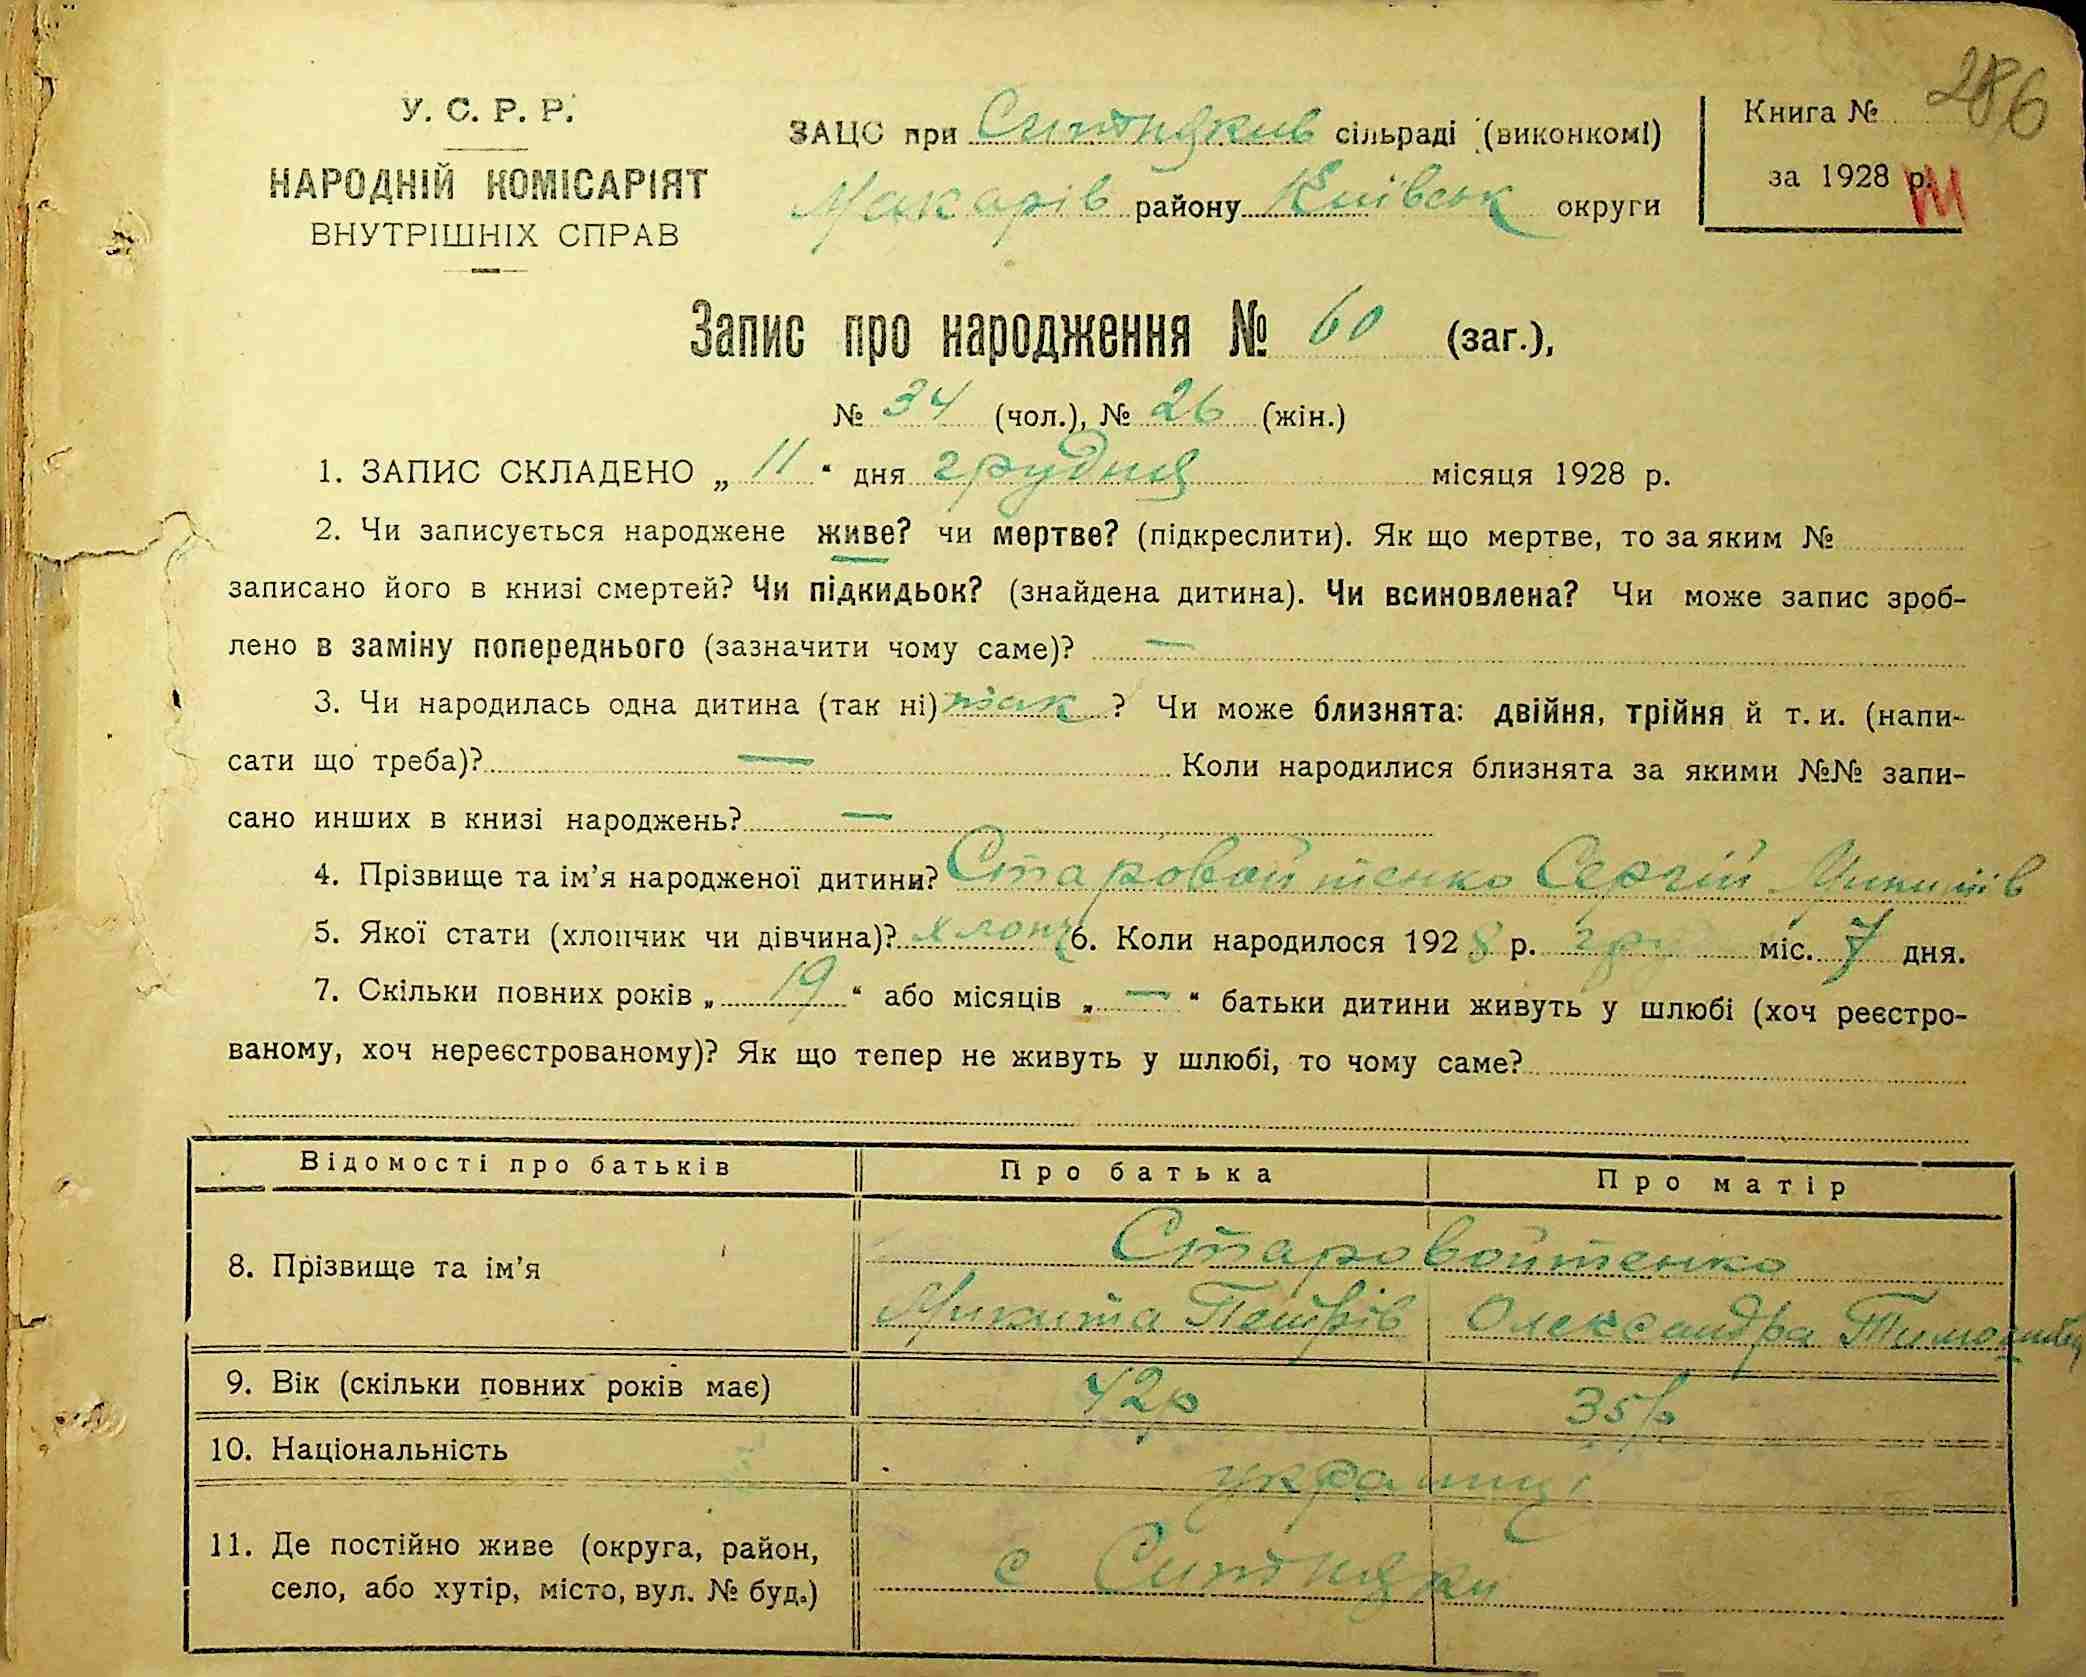 286
У. С. Р. Р.
НАРОДНІЙ КОМІСАРІЯТ
ВНУТРІШНІХ СПРАВ
ЗАЦС при Ситняків сільраді (виконкомі)
Макарів району Київськ округи
Книга №
за 1928 р.
Запис про народження № 60 (заг.),
№ 34 (чол.), № 26 (жін.)
1. ЗАПИС СКЛАДЕНО „ 11 “ дня грудня місяця 1928 р.
2. Чи записується народжене живе? чи мертве? (підкреслити). Як що мертве, то за яким №
записано його в книзі смертей? Чи підкидьок? (знайдена дитина). Чи всиновлена? Чи може запис зроб-
лено в заміну попереднього (зазначити чому саме)? —
3. Чи народилась одна дитина (так ні) так ? Чи може близнята: двійня, трійня й т. и. (напи-
сати що треба)? — Коли народилися близнята за якими №№ запи-
сано инших в книзі народжень? —
4. Прізвище та ім’я народженої дитини? Старовойтенко Сергій Микитів
5. Якої стати (хлопчик чи дівчина)? хлопч 6. Коли народилося 1928 р. груд міс. 7 дня.
7. Скільки повних років „ 19 “ або місяців „ — “ батьки дитини живуть у шлюбі (хоч реєстро-
ваному, хоч нереєстрованому)? Як що тепер не живуть у шлюбі, то чому саме?
Відомості про батьків Про батька Про матір
Старовойтенко
8. Прізвище та ім’я
Микита Петрів Олександра
9. Вік (скільки повних років має) 42р 35р
10. Національність українці
11. Де постійно живе (округа, район,
село, або хутір, місто, вул. № буд.)
с Ситняки